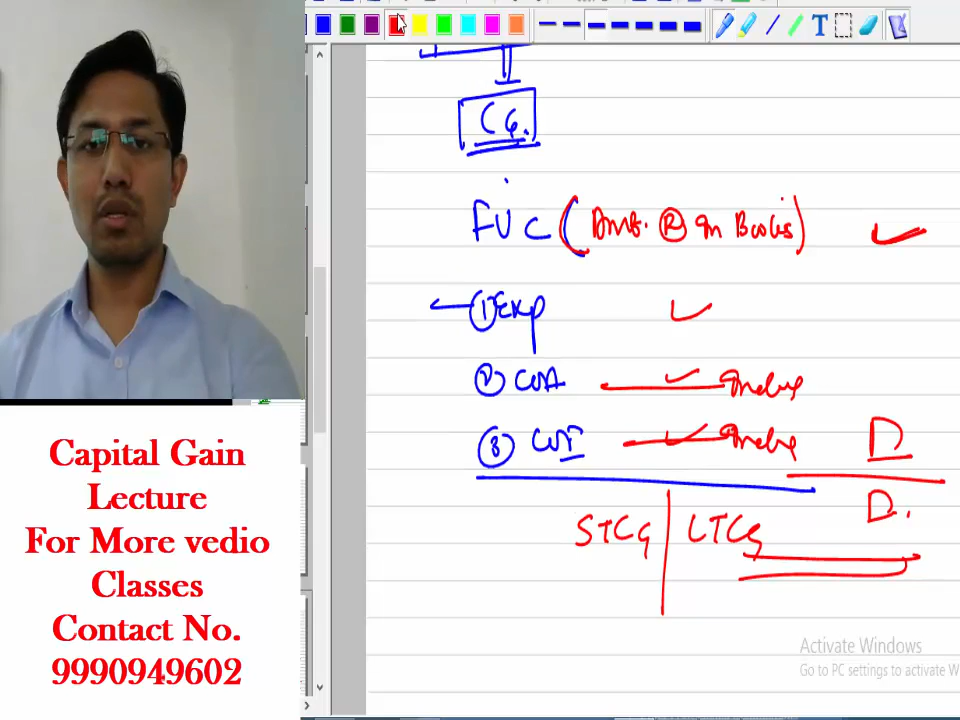 CG.
FVC (Amt. R in Books)
① Exp
② COA
③ COI
D
STCG | LTCG
D.
Capital Gain
Lecture
For More vedio
Classes
Contact No.
9990949602
Activate Windows
Go to PC settings to activate W